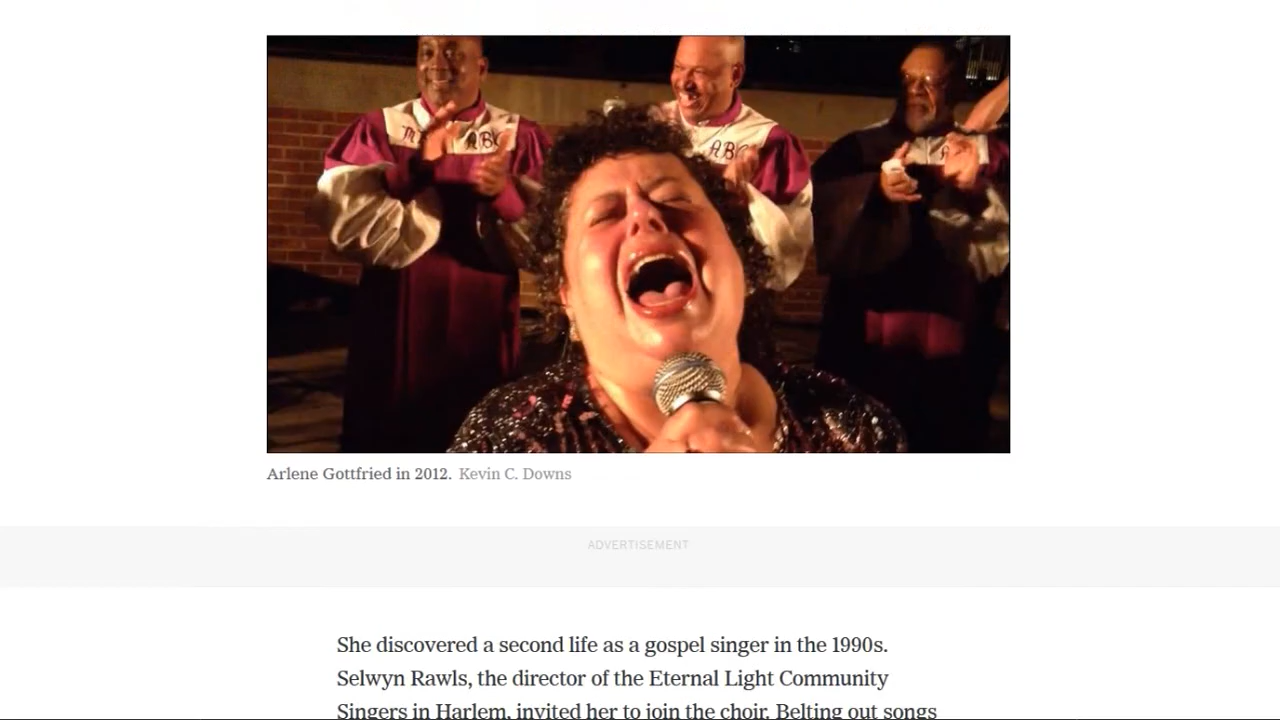 ABC
ABC
Arlene Gottfried in 2012. Kevin C. Downs
ADVERTISEMENT
She discovered a second life as a gospel singer in the 1990s.
Selwyn Rawls, the director of the Eternal Light Community
Singers in Harlem, invited her to join the choir. Belting out songs